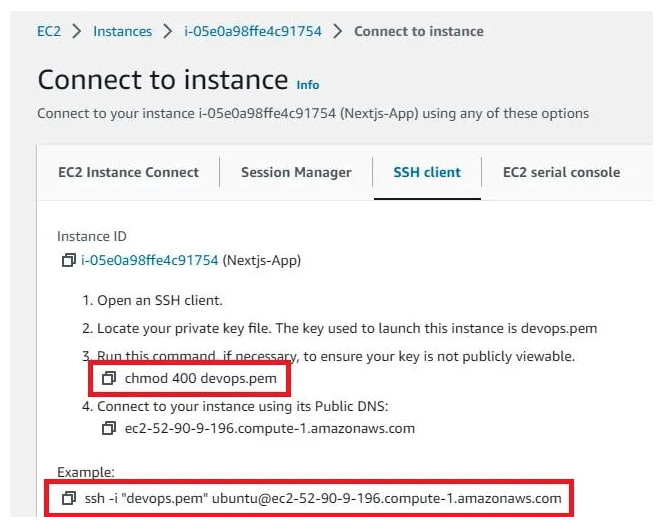 EC2 > Instances > i-05e0a98ffe4c91754 > Connect to instance
Connect to instance Info
Connect to your instance i-05e0a98ffe4c91754 (Nextjs-App) using any of these options
EC2 Instance Connect Session Manager SSH client EC2 serial console
Instance ID
i-05e0a98ffe4c91754 (Nextjs-App)
1. Open an SSH client.
2. Locate your private key file. The key used to launch this instance is devops.pem
3. Run this command, if necessary, to ensure your key is not publicly viewable.
chmod 400 devops.pem
4. Connect to your instance using its Public DNS:
ec2-52-90-9-196.compute-1.amazonaws.com
Example:
ssh -i "devops.pem" ubuntu@ec2-52-90-9-196.compute-1.amazonaws.com